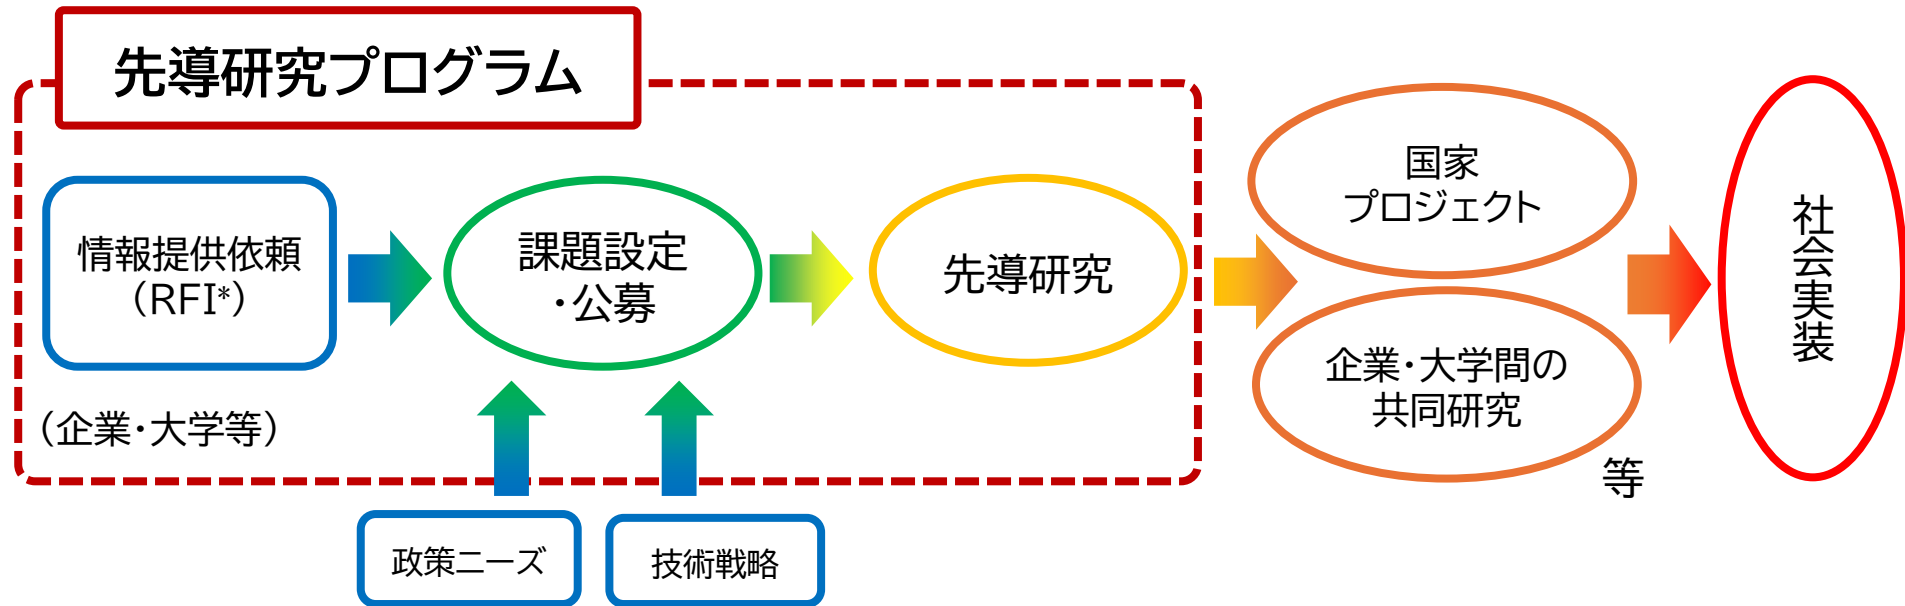 先導研究プログラム
情報提供依頼
（RFI*）
（企業・大学等）
課題設定
・公募
先導研究
政策ニーズ
技術戦略
国家
プロジェクト
企業・大学間の
共同研究
等
社会実装